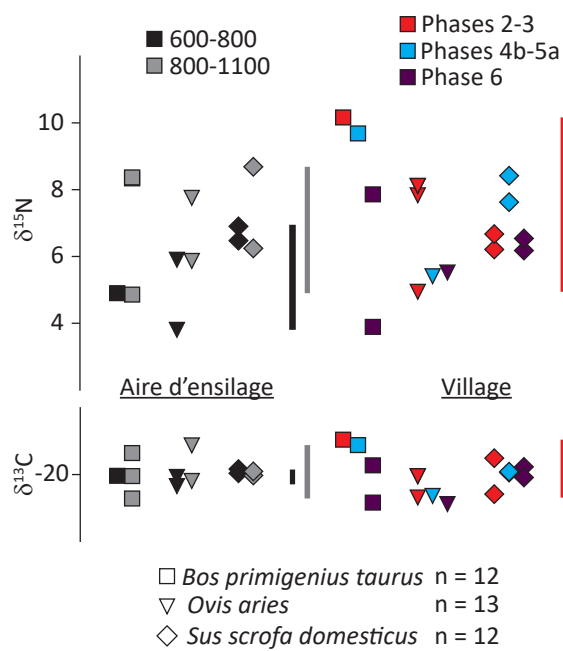 600-800
800-1100
Phases 2-3
Phases 4b-5a
Phase 6
δ15N
10
8
6
4
Aire d'ensilage
Village
δ13C
-20
Bos primigenius taurus n = 12
Ovis aries n = 13
Sus scrofa domesticus n = 12